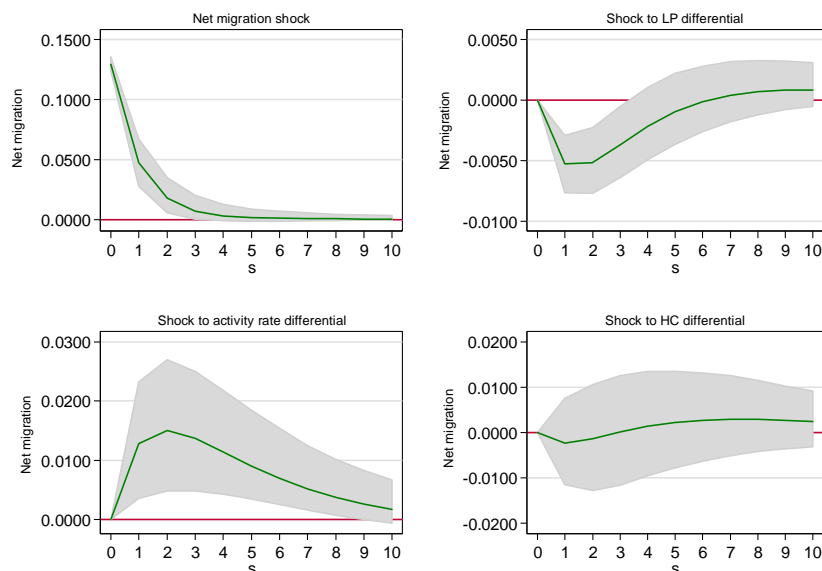 Net migration shock
0.1500
0.1000
0.0500
0.0000
Net migration
0 1 2 3 4 5 6 7 8 9 10
s
Shock to LP differential
0.0050
0.0000
-0.0050
-0.0100
Net migration
0 1 2 3 4 5 6 7 8 9 10
s
Shock to activity rate differential
0.0300
0.0200
0.0100
0.0000
Net migration
0 1 2 3 4 5 6 7 8 9 10
s
Shock to HC differential
0.0200
0.0100
0.0000
-0.0100
-0.0200
Net migration
0 1 2 3 4 5 6 7 8 9 10
s